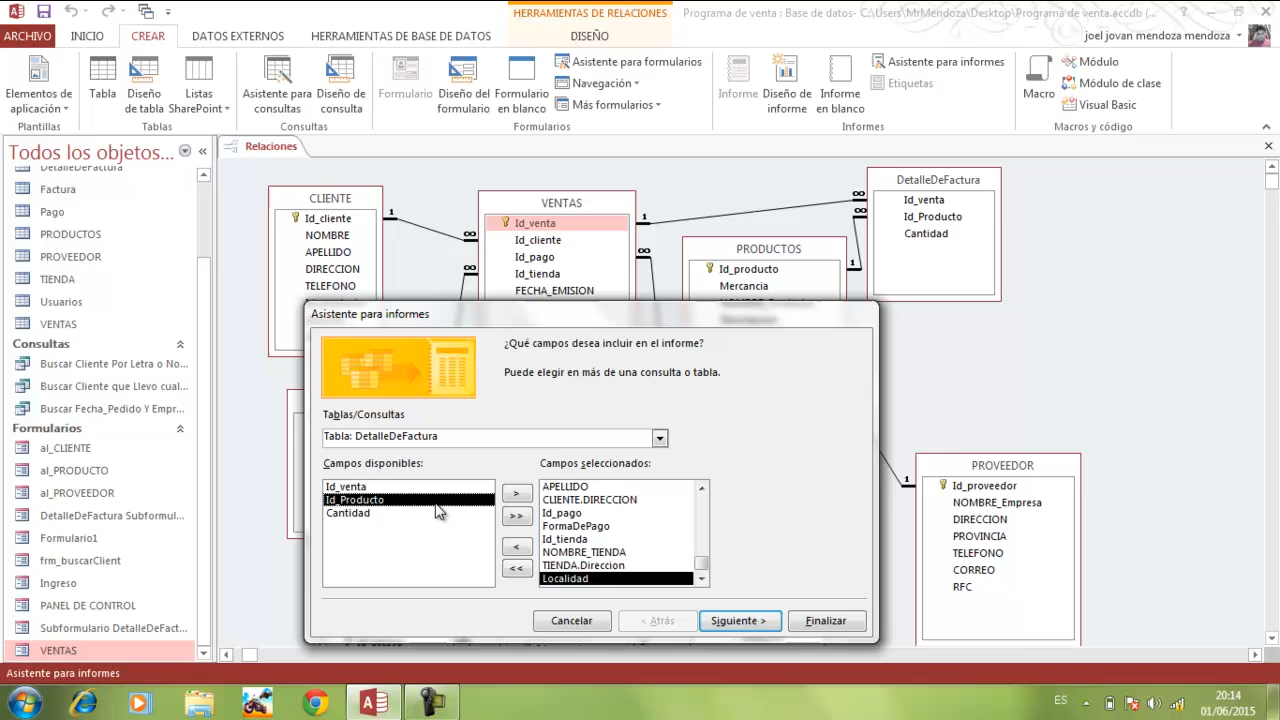 HERRAMIENTAS DE RELACIONES
Programa de venta : Base de datos- C:\Users\MrMendoza\Desktop\Programa de venta.accdb (...
ARCHIVO INICIO CREAR DATOS EXTERNOS HERRAMIENTAS DE BASE DE DATOS DISEÑO joel jovan mendoza mendoza
Elementos de aplicación
Tabla
Diseño de tabla
Listas SharePoint
Asistente para consultas
Diseño de consulta
Formulario
Diseño del formulario
Formulario en blanco
Asistente para formularios
Navegación
Más formularios
Informe
Diseño de informe
Informe en blanco
Asistente para informes
Etiquetas
Macro
Módulo
Módulo de clase
Visual Basic
Plantillas Tablas Consultas Formularios Informes Macros y código
Todos los objetos...
DetalleDeFactura
Factura
Pago
PRODUCTOS
PROVEEDOR
TIENDA
Usuarios
VENTAS
Consultas
Buscar Cliente Por Letra o No...
Buscar Cliente que Llevo cual...
Buscar Fecha_Pedido Y Empr...
Formularios
al_CLIENTE
al_PRODUCTO
al_PROVEEDOR
DetalleDeFactura Subformul...
Formulario1
frm_buscarClient
Ingreso
PANEL DE CONTROL
Subformulario DetalleDeFact...
VENTAS
Relaciones
CLIENTE
Id_cliente
NOMBRE
APELLIDO
DIRECCION
TELEFONO
1
∞
∞
VENTAS
Id_venta
Id_cliente
Id_pago
Id_tienda
FECHA_EMISION
1
∞
PRODUCTOS
Id_producto
Mercancia
1
∞
∞
DetalleDeFactura
Id_venta
Id_Producto
Cantidad
1
PROVEEDOR
Id_proveedor
NOMBRE_Empresa
DIRECCION
PROVINCIA
TELEFONO
CORREO
RFC
Asistente para informes
¿Qué campos desea incluir en el informe?
Puede elegir en más de una consulta o tabla.
Tablas/Consultas
Tabla: DetalleDeFactura
Campos disponibles:
Id_venta
Id_Producto
Cantidad
>
>>
<
<<
Campos seleccionados:
APELLIDO
CLIENTE.DIRECCION
Id_pago
FormaDePago
Id_tienda
NOMBRE_TIENDA
TIENDA.Direccion
Localidad
Cancelar < Atrás Siguiente > Finalizar
Asistente para informes
ES
20:14
01/06/2015